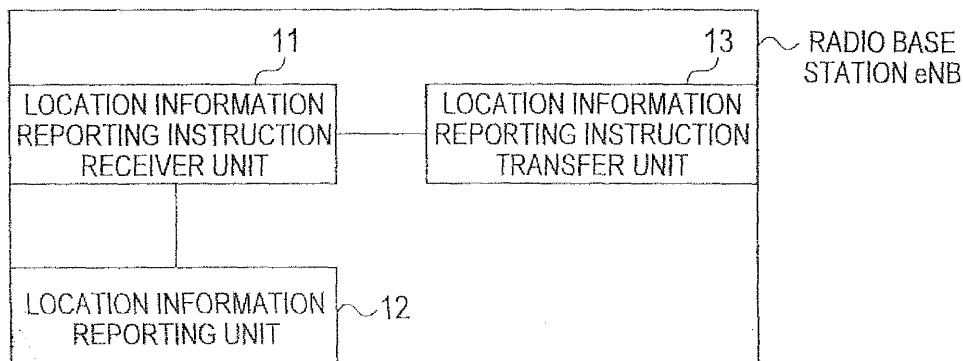 11
13
RADIO BASE
STATION eNB
LOCATION INFORMATION
REPORTING INSTRUCTION
RECEIVER UNIT
LOCATION INFORMATION
REPORTING INSTRUCTION
TRANSFER UNIT
LOCATION INFORMATION
REPORTING UNIT
12